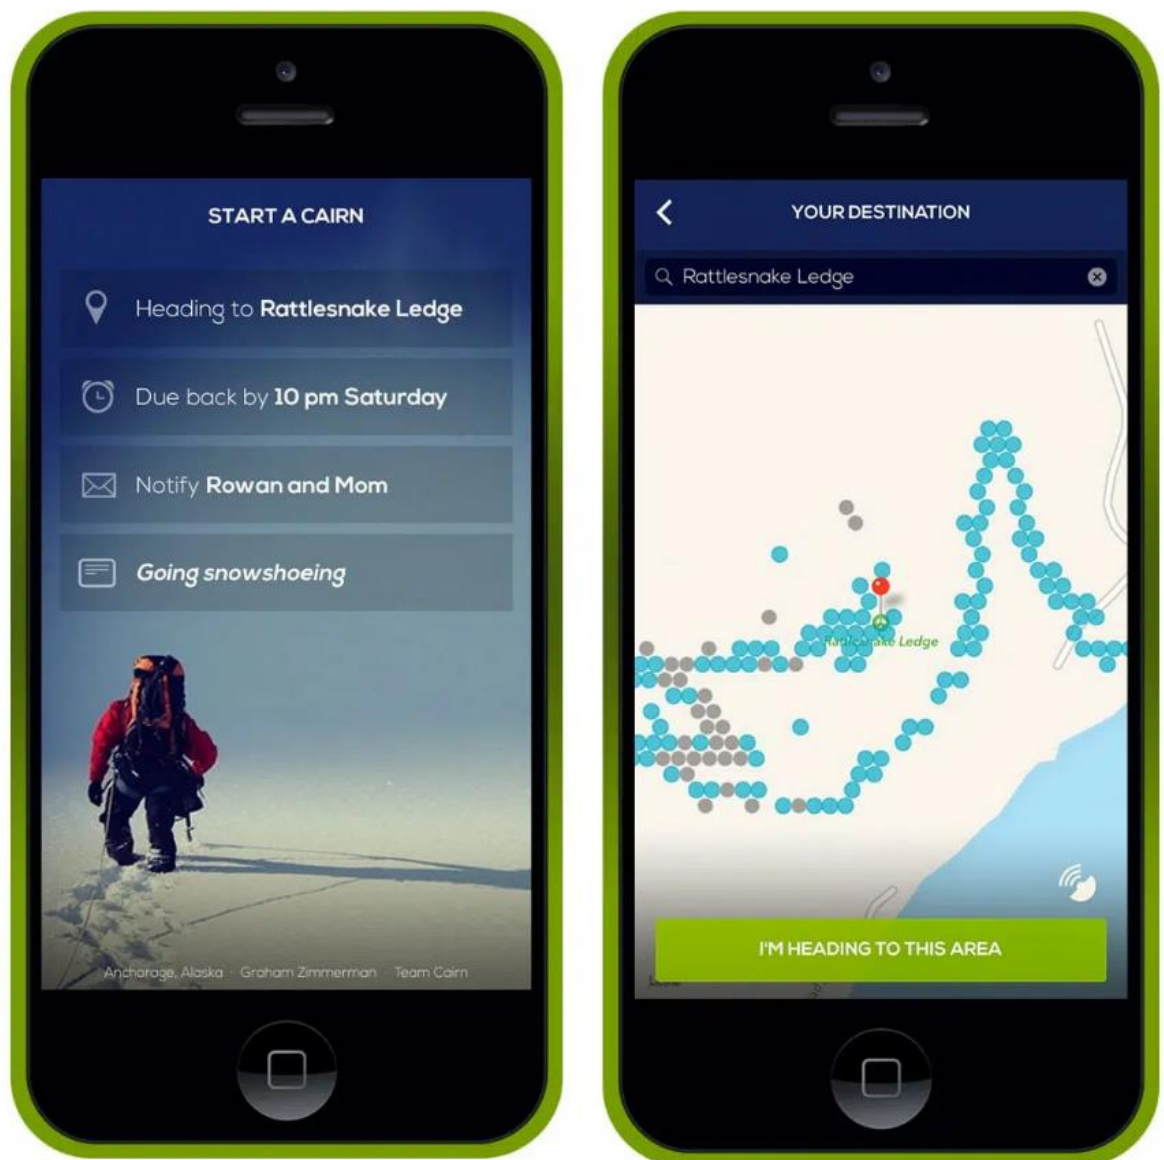 START A CAIRN
Heading to Rattlesnake Ledge
Due back by 10 pm Saturday
Notify Rowan and Mom
Going snowshoeing
Anchorage, Alaska · Graham Zimmerman · Team Cairn
YOUR DESTINATION
Rattlesnake Ledge
Rattlesnake Ledge
I'M HEADING TO THIS AREA